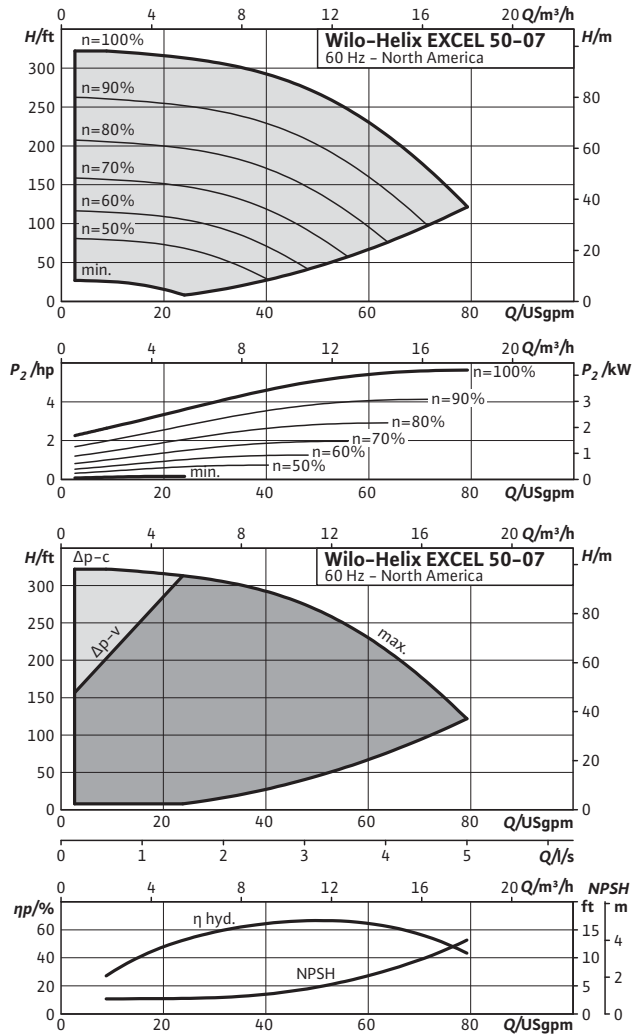 0 4 8 12 16 Q/m³/h
H/ft n=100% Wilo–Helix EXCEL 50-07 H/m
60 Hz – North America
300
n=90%
250
80
n=80%
200
60
n=70%
150
n=60%
40
100
n=50%
20
50
min.
0 0
0 20 40 60 80 Q/USgpm
0 4 8 12 16 20 Q/m³/h
P₂ /hp P₂ /kW
n=100%
4 n=90% 3
n=80% 2
2 n=70%
n=60% 1
n=50%
min.
0 0
0 20 40 60 80 Q/USgpm
0 4 8 12 16 20 Q/m³/h
H/ft Δp-c Wilo–Helix EXCEL 50-07 H/m
60 Hz – North America
300
250
80
Δp-v max.
200
60
150
40
100
20
50
0 0
0 20 40 60 80 Q/USgpm
0 1 2 3 4 5 Q/l/s
0 4 8 12 16 20 Q/m³/h NPSH
ηp/% η hyd. ft m
60 15
4
40 10
NPSH
2
20 5
0 0 0
0 20 40 60 80 Q/USgpm